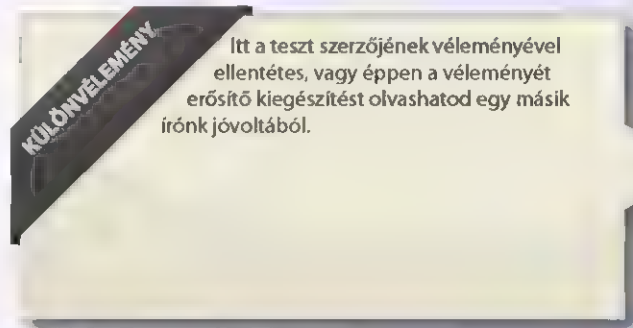 KÜLÖNVÉLEMÉNY
Itt a teszt szerzőjének véleményével
ellentétes, vagy éppen a véleményét
erősítő kiegészítést olvashatod egy másik
írónk jóvoltából.